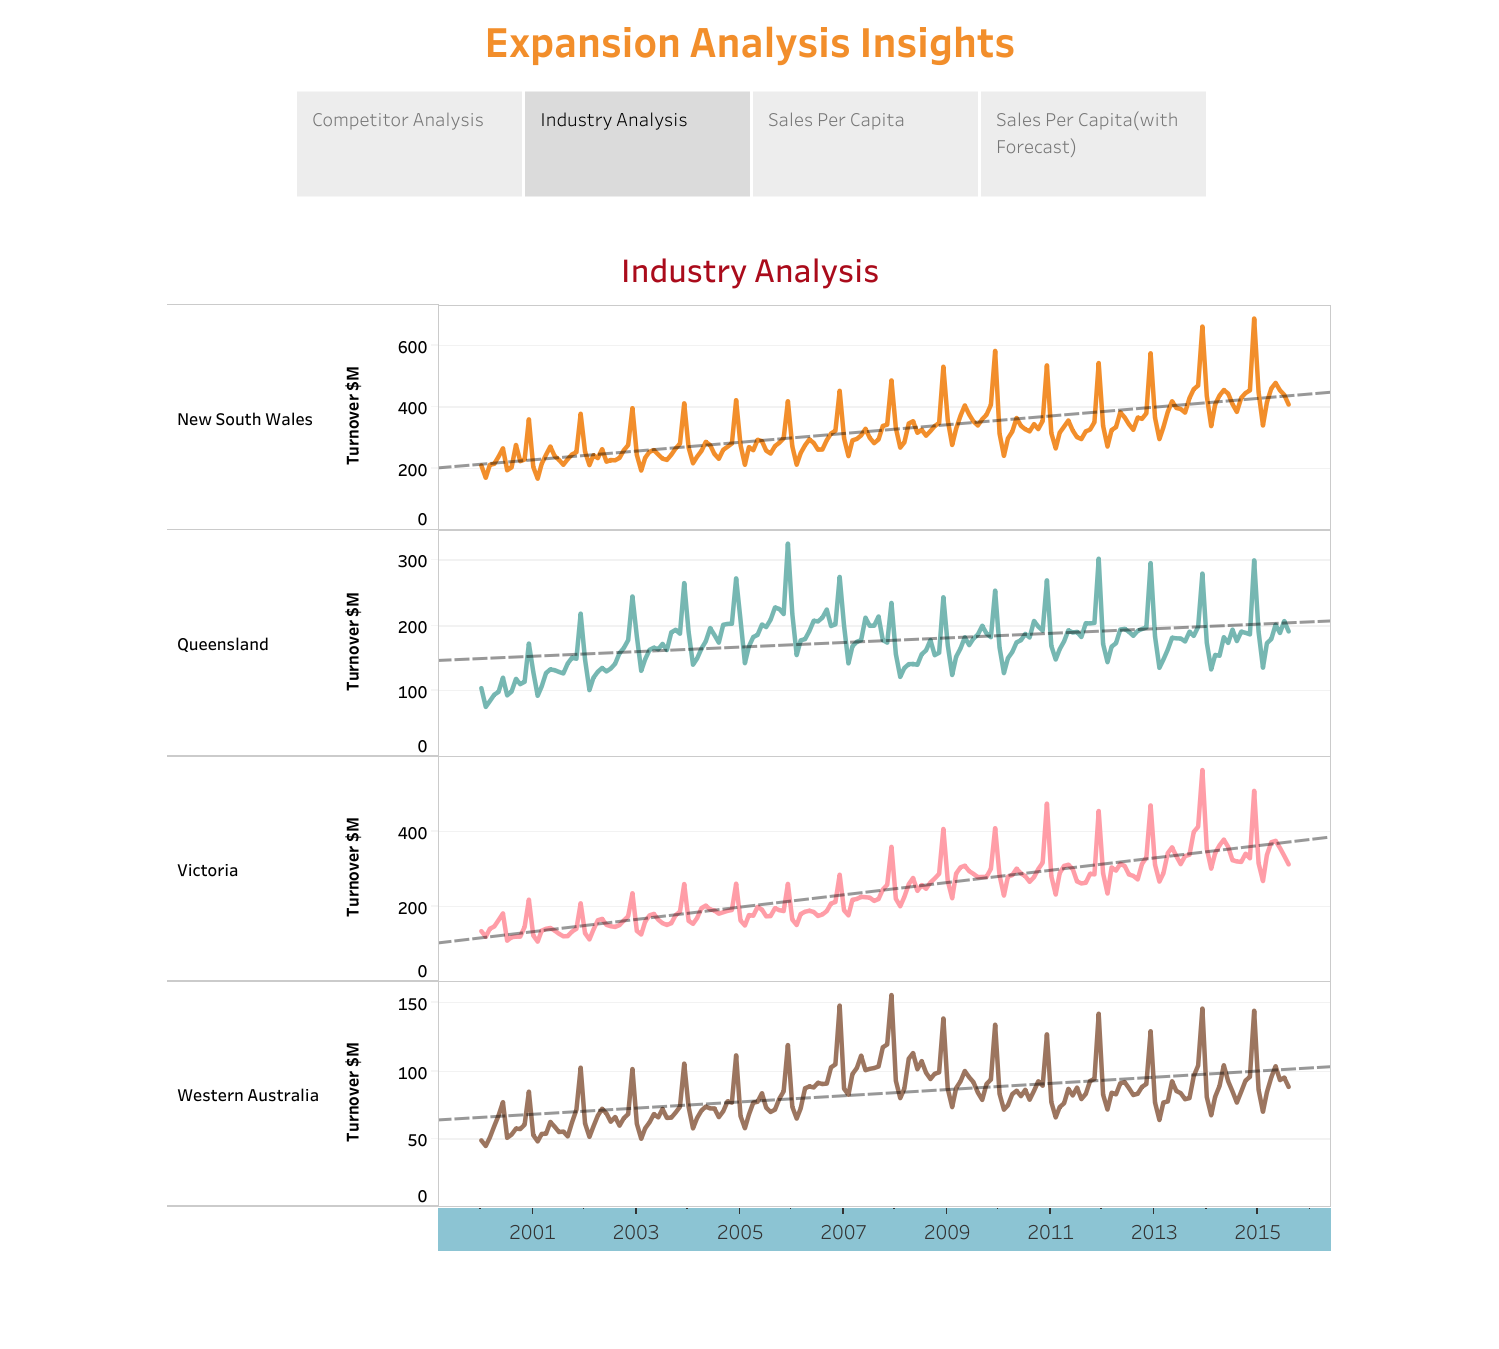 Expansion Analysis Insights
Competitor Analysis
Industry Analysis
Sales Per Capita
Sales Per Capita(with
Forecast)
Industry Analysis
New South Wales
Turnover $M
600
400
200
0
Queensland
Turnover $M
300
200
100
0
Victoria
Turnover $M
400
200
0
Western Australia
Turnover $M
150
100
50
0
2001 2003 2005 2007 2009 2011 2013 2015